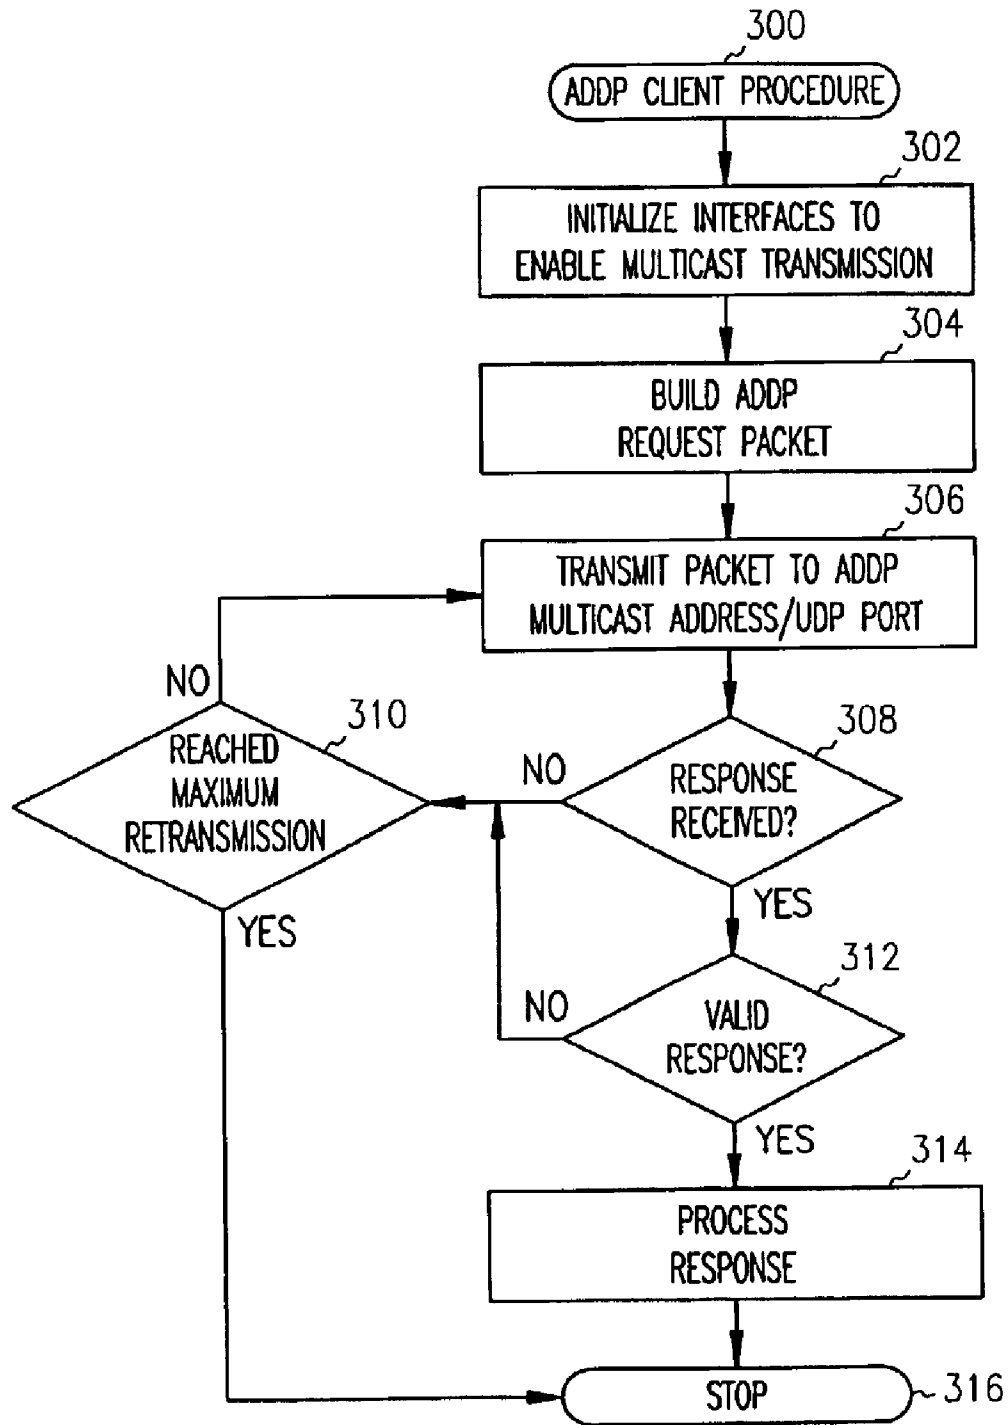 300
ADDP CLIENT PROCEDURE
302
INITIALIZE INTERFACES TO
ENABLE MULTICAST TRANSMISSION
304
BUILD ADDP
REQUEST PACKET
306
TRANSMIT PACKET TO ADDP
MULTICAST ADDRESS/UDP PORT
NO
310
REACHED
MAXIMUM
RETRANSMISSION
YES
308
NO
RESPONSE
RECEIVED?
YES
312
NO
VALID
RESPONSE?
YES
314
PROCESS
RESPONSE
STOP
316